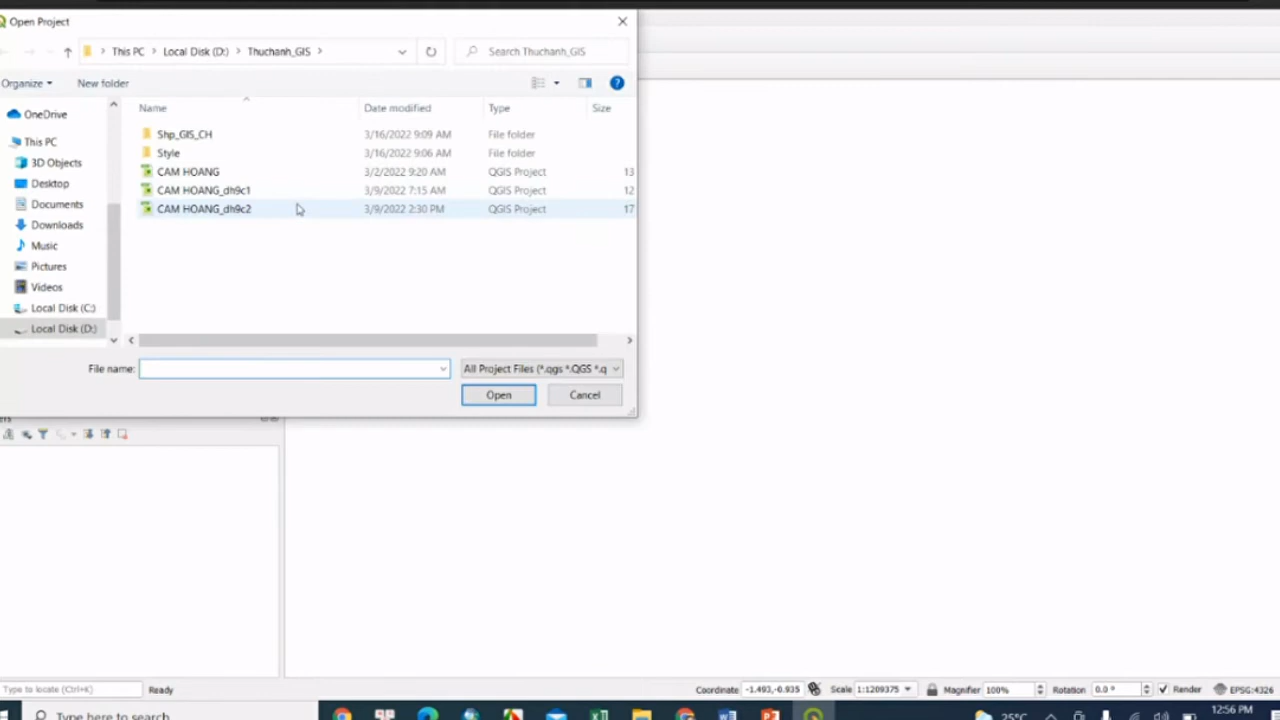 Open Project
This PC > Local Disk (D:) > Thuchanh_GIS >
Search Thuchanh_GIS
Organize
New folder
Name
Date modified
Type
Size
OneDrive
This PC
3D Objects
Desktop
Documents
Downloads
Music
Pictures
Videos
Local Disk (C:)
Local Disk (D:)
Shp_GIS_CH 3/16/2022 9:09 AM File folder
Style 3/16/2022 9:06 AM File folder
CAM HOANG 3/2/2022 9:20 AM QGIS Project 13
CAM HOANG_dh9c1 3/9/2022 7:15 AM QGIS Project 12
CAM HOANG_dh9c2 3/9/2022 2:30 PM QGIS Project 17
File name:
All Project Files (*.qgs *.QGS *.q
Open
Cancel
Type to locate (Ctrl+K)
Ready
Coordinate -1.493,-0.935
Scale 1:1209375
Magnifier 100%
Rotation 0.0 °
Render
EPSG:4326
Type here to search
25°C
12:56 PM